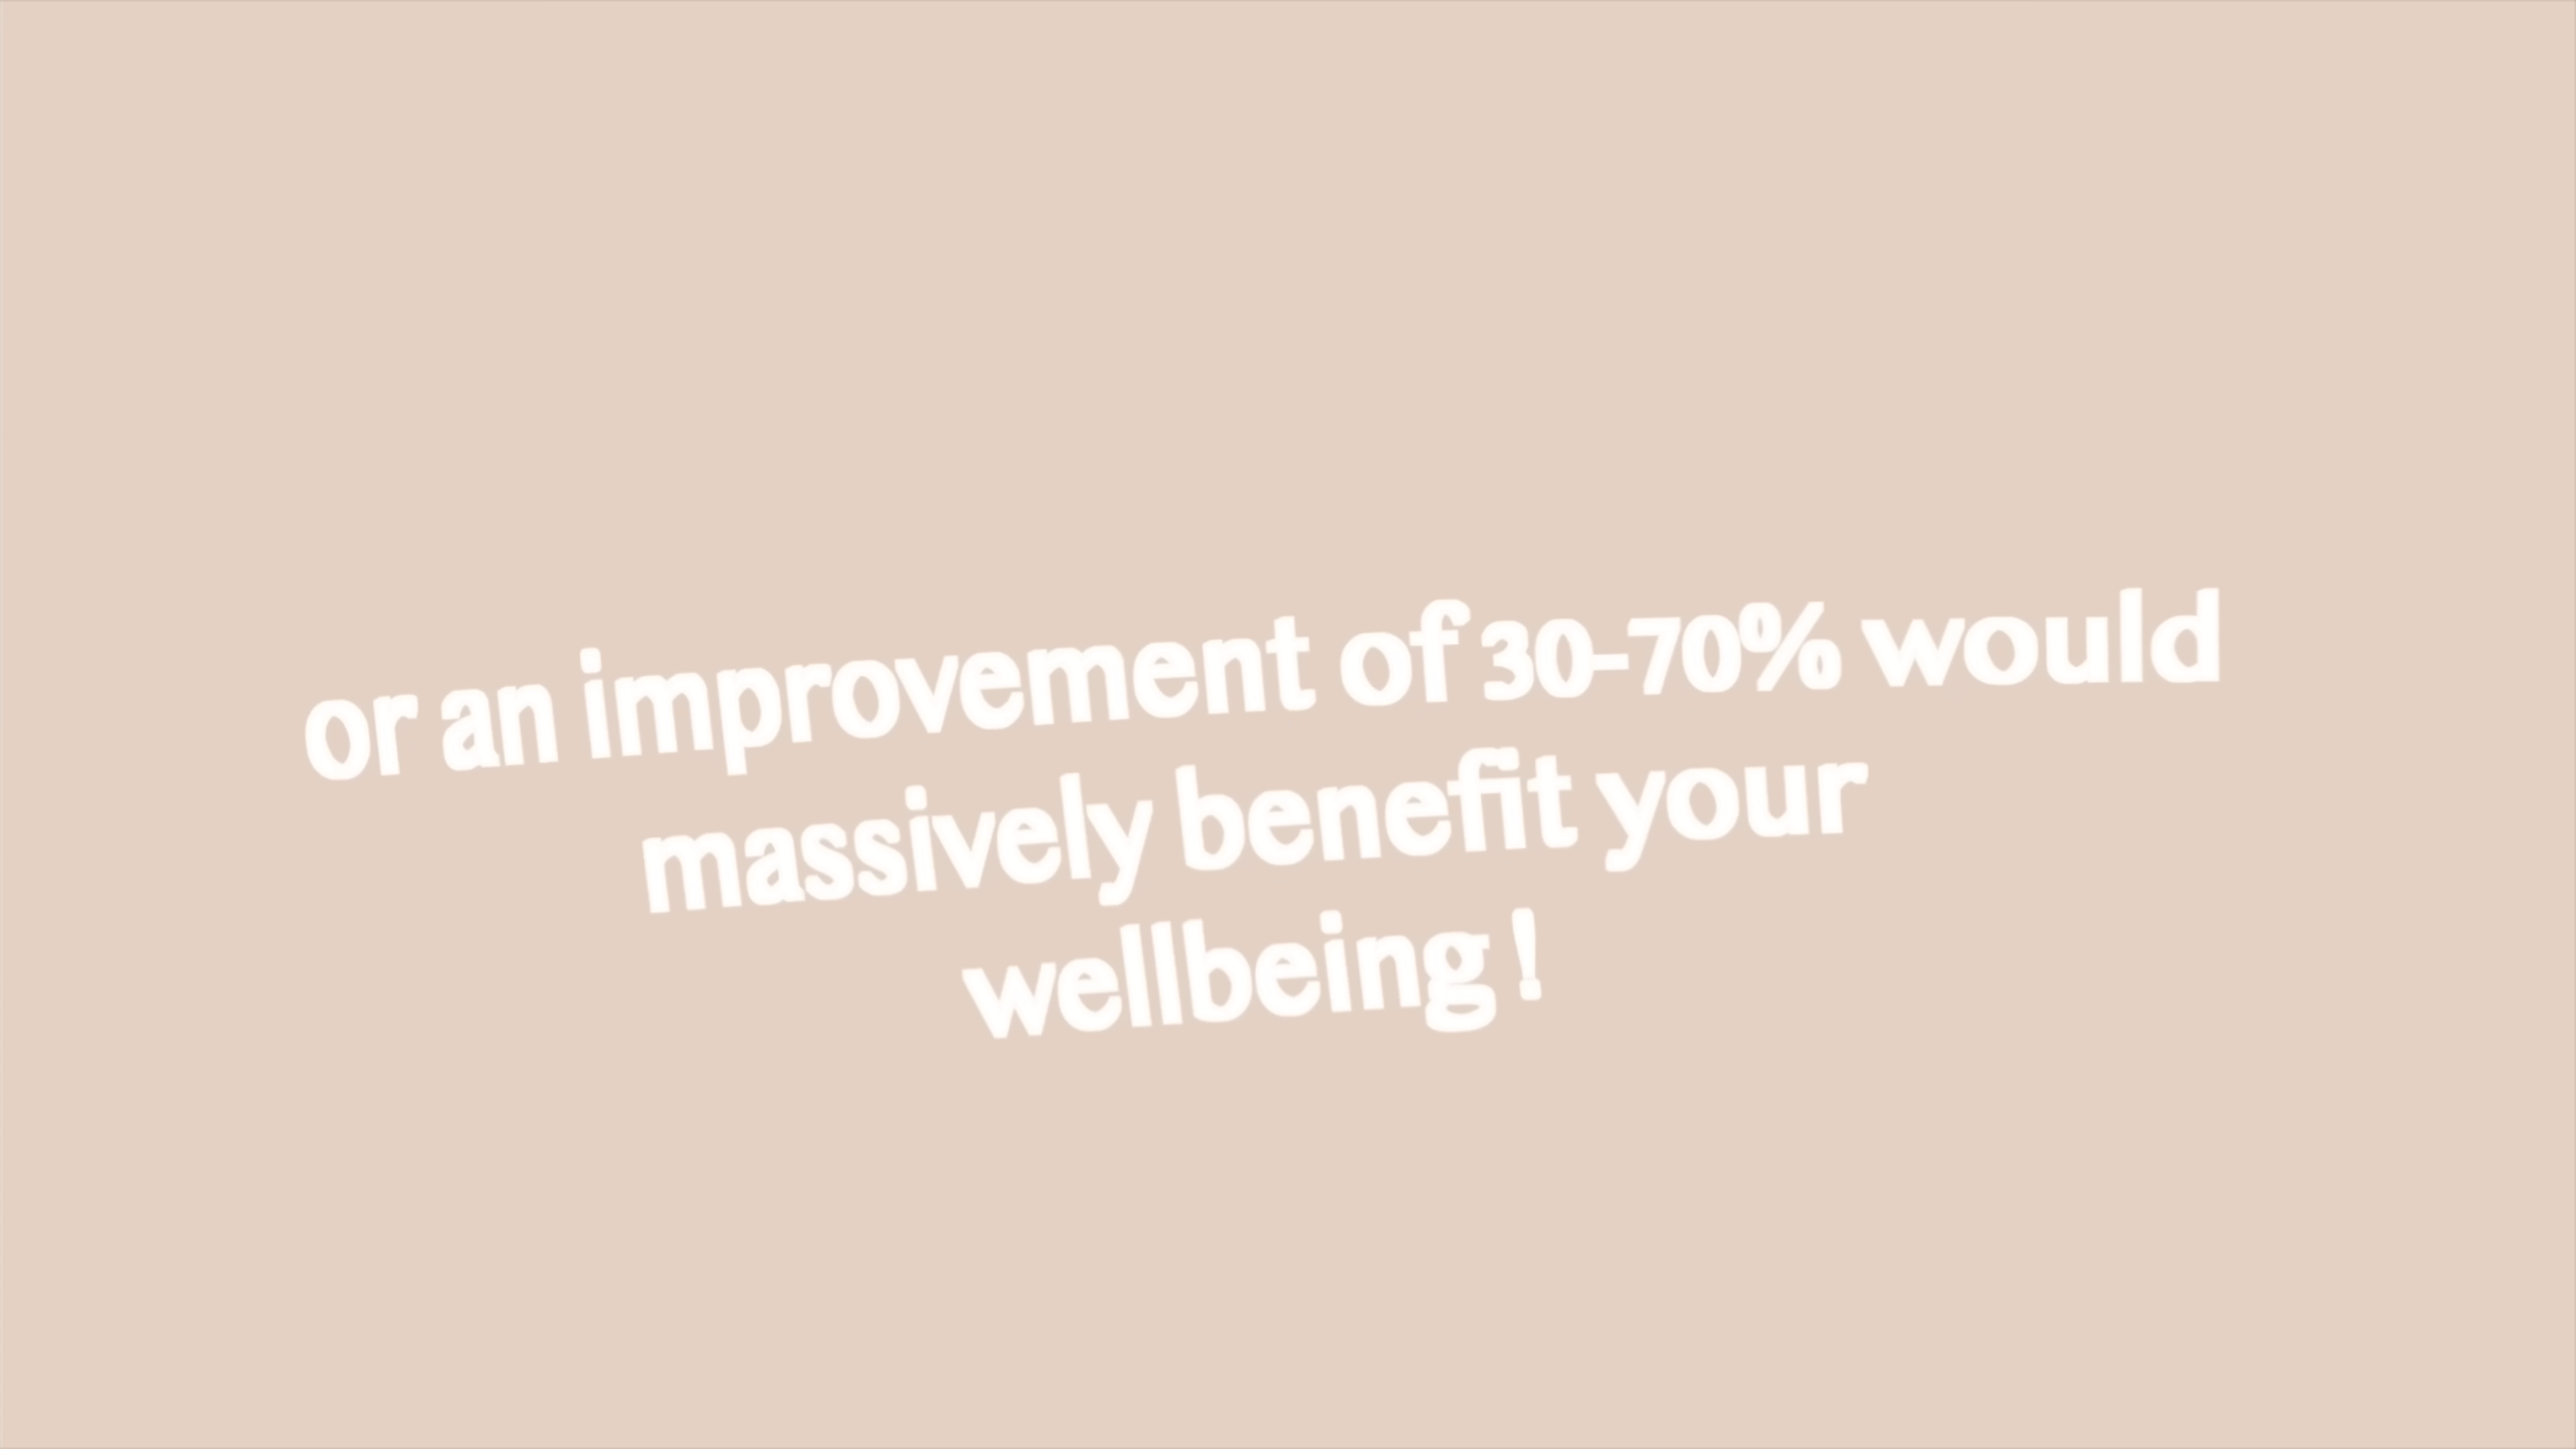 or an improvement of 30-70% would
massively benefit your
wellbeing !